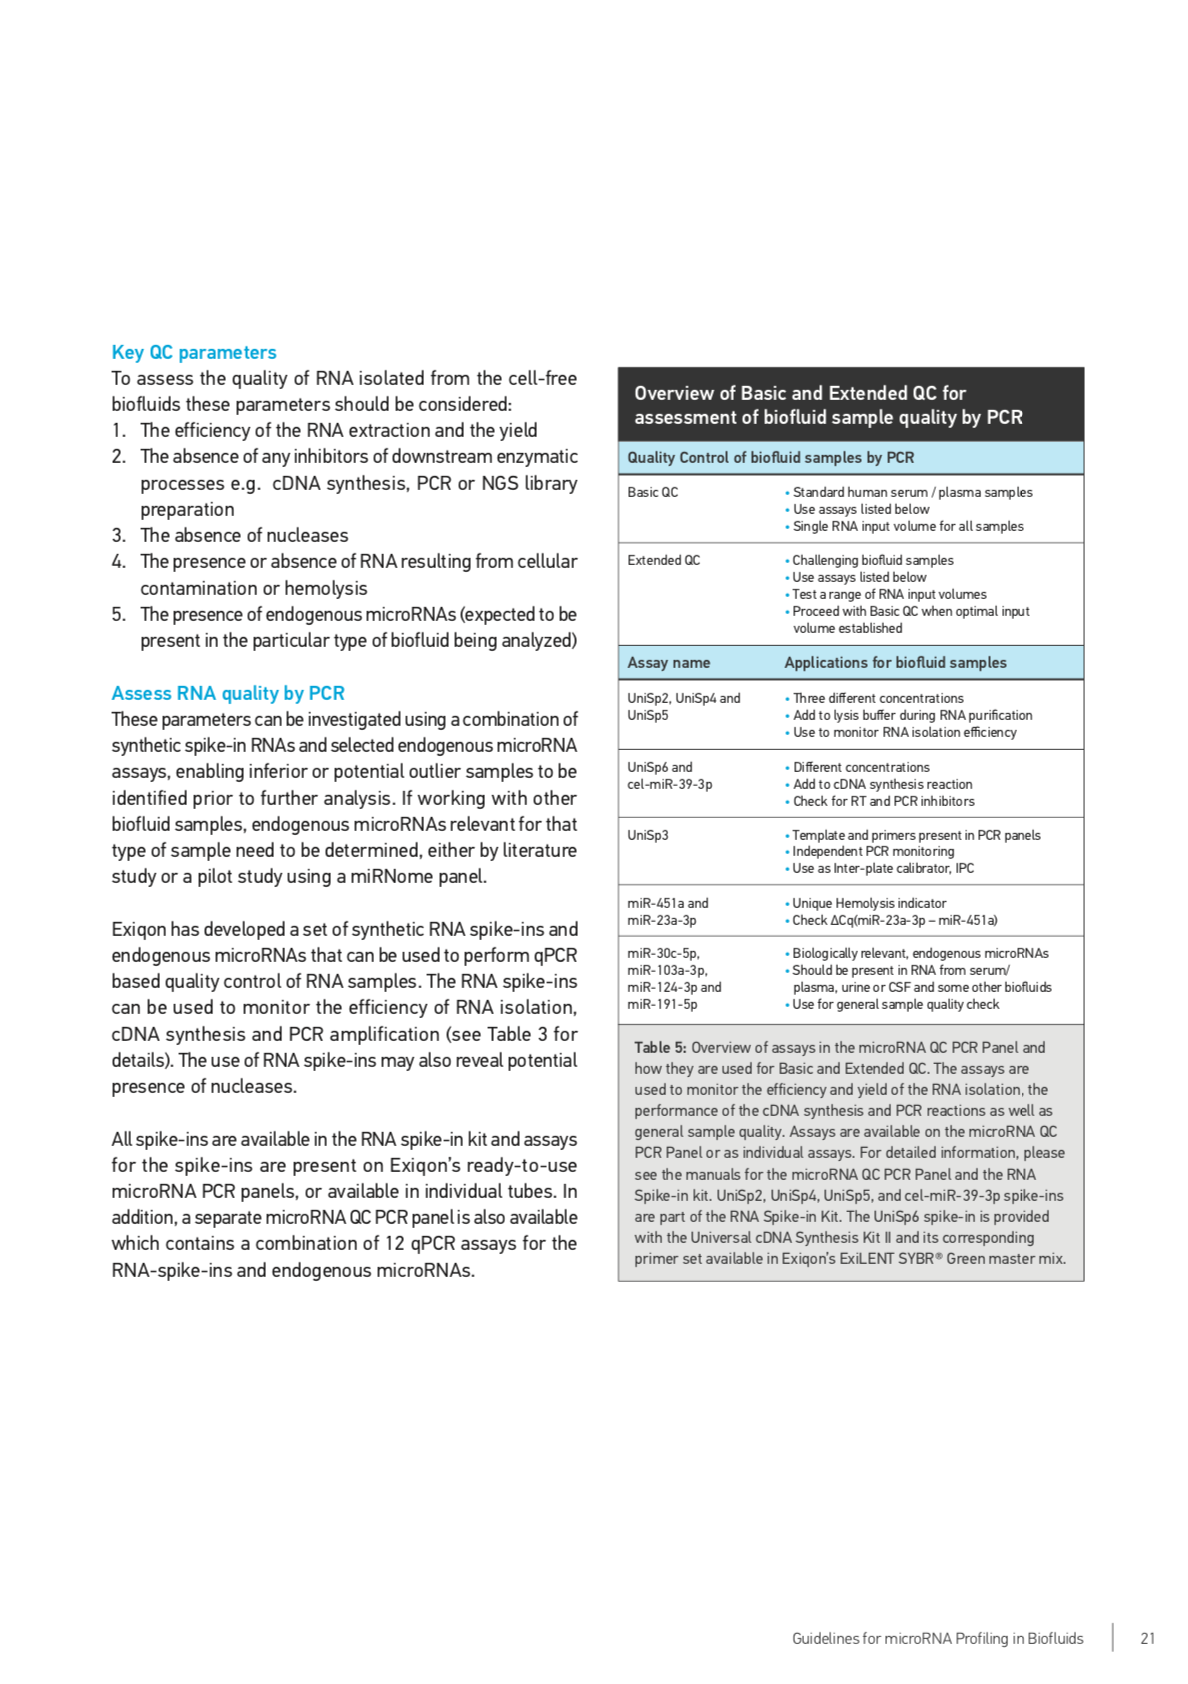 Key QC parameters
To assess the quality of RNA isolated from the cell-free
biofluids these parameters should be considered:
1. The efficiency of the RNA extraction and the yield
2. The absence of any inhibitors of downstream enzymatic
processes e.g. cDNA synthesis, PCR or NGS library
preparation
3. The absence of nucleases
4. The presence or absence of RNA resulting from cellular
contamination or hemolysis
5. The presence of endogenous microRNAs (expected to be
present in the particular type of biofluid being analyzed)
Assess RNA quality by PCR
These parameters can be investigated using a combination of
synthetic spike-in RNAs and selected endogenous microRNA
assays, enabling inferior or potential outlier samples to be
identified prior to further analysis. If working with other
biofluid samples, endogenous microRNAs relevant for that
type of sample need to be determined, either by literature
study or a pilot study using a miRNome panel.
Exiqon has developed a set of synthetic RNA spike-ins and
endogenous microRNAs that can be used to perform qPCR
based quality control of RNA samples. The RNA spike-ins
can be used to monitor the efficiency of RNA isolation,
cDNA synthesis and PCR amplification (see Table 3 for
details). The use of RNA spike-ins may also reveal potential
presence of nucleases.
All spike-ins are available in the RNA spike-in kit and assays
for the spike-ins are present on Exiqon's ready-to-use
microRNA PCR panels, or available in individual tubes. In
addition, a separate microRNA QC PCR panel is also available
which contains a combination of 12 qPCR assays for the
RNA-spike-ins and endogenous microRNAs.
Overview of Basic and Extended QC for
assessment of biofluid sample quality by PCR
Quality Control of biofluid samples by PCR
Basic QC
• Standard human serum / plasma samples
• Use assays listed below
• Single RNA input volume for all samples
Extended QC
• Challenging biofluid samples
• Use assays listed below
• Test a range of RNA input volumes
• Proceed with Basic QC when optimal input
volume established
Assay name Applications for biofluid samples
UniSp2, UniSp4 and
UniSp5
• Three different concentrations
• Add to lysis buffer during RNA purification
• Use to monitor RNA isolation efficiency
UniSp6 and
cel-miR-39-3p
• Different concentrations
• Add to cDNA synthesis reaction
• Check for RT and PCR inhibitors
UniSp3
• Template and primers present in PCR panels
• Independent PCR monitoring
• Use as Inter-plate calibrator, IPC
miR-451a and
miR-23a-3p
• Unique Hemolysis indicator
• Check ΔCq(miR-23a-3p – miR-451a)
miR-30c-5p,
miR-103a-3p,
miR-124-3p and
miR-191-5p
• Biologically relevant, endogenous microRNAs
• Should be present in RNA from serum/
plasma, urine or CSF and some other biofluids
• Use for general sample quality check
Table 5: Overview of assays in the microRNA QC PCR Panel and
how they are used for Basic and Extended QC. The assays are
used to monitor the efficiency and yield of the RNA isolation, the
performance of the cDNA synthesis and PCR reactions as well as
general sample quality. Assays are available on the microRNA QC
PCR Panel or as individual assays. For detailed information, please
see the manuals for the microRNA QC PCR Panel and the RNA
Spike-in kit. UniSp2, UniSp4, UniSp5, and cel-miR-39-3p spike-ins
are part of the RNA Spike-in Kit. The UniSp6 spike-in is provided
with the Universal cDNA Synthesis Kit II and its corresponding
primer set available in Exiqon's ExiLENT SYBR® Green master mix.
Guidelines for microRNA Profiling in Biofluids 21